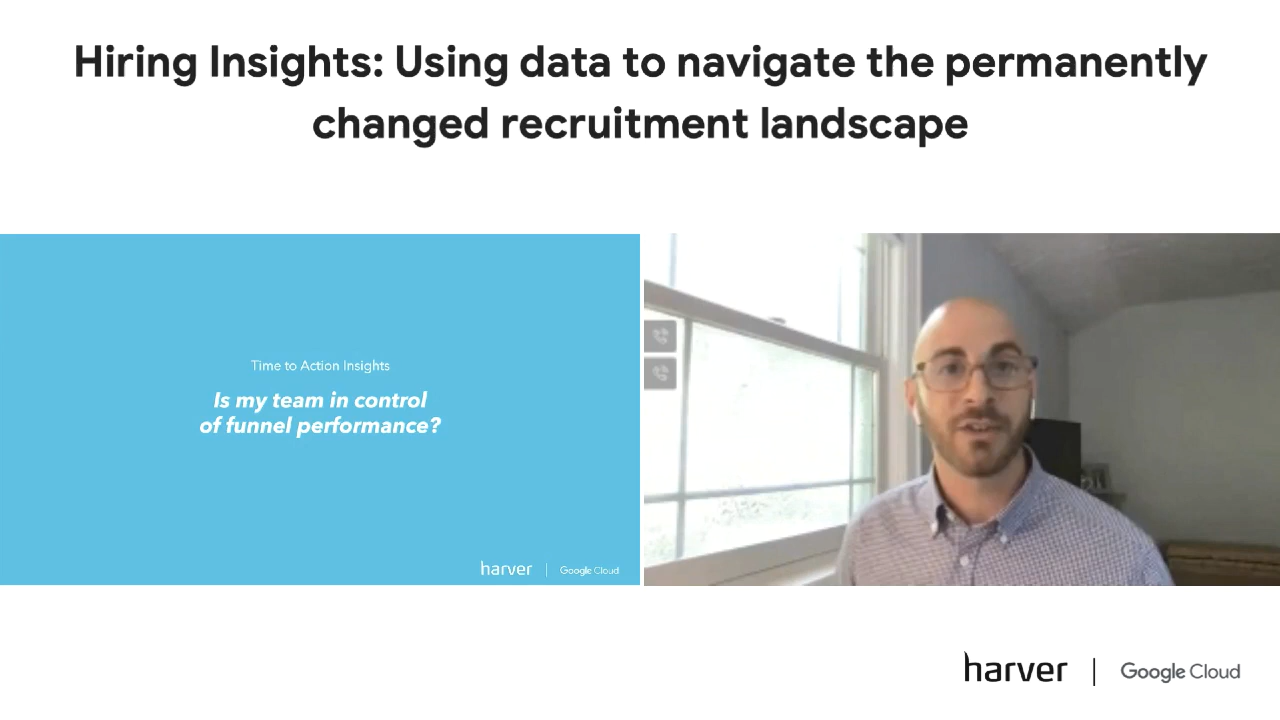 Hiring Insights: Using data to navigate the permanently
changed recruitment landscape
Time to Action Insights
Is my team in control
of funnel performance?
harver | Google Cloud
harver | Google Cloud